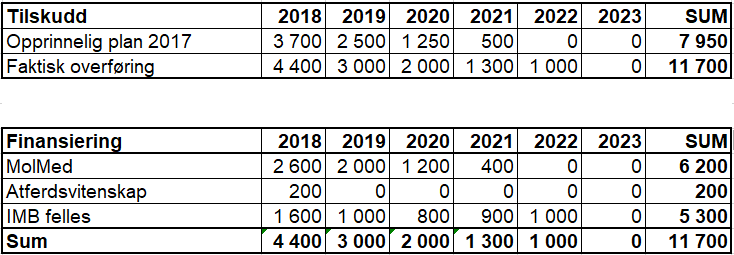 Tilskudd 2018 2019 2020 2021 2022 2023 SUM
Opprinnelig plan 2017 3 700 2 500 1 250 500 0 0 7 950
Faktisk overføring 4 400 3 000 2 000 1 300 1 000 0 11 700
Finansiering 2018 2019 2020 2021 2022 2023 SUM
MolMed 2 600 2 000 1 200 400 0 0 6 200
Atferdsvitenskap 200 0 0 0 0 0 200
IMB felles 1 600 1 000 800 900 1 000 0 5 300
Sum 4 400 3 000 2 000 1 300 1 000 0 11 700